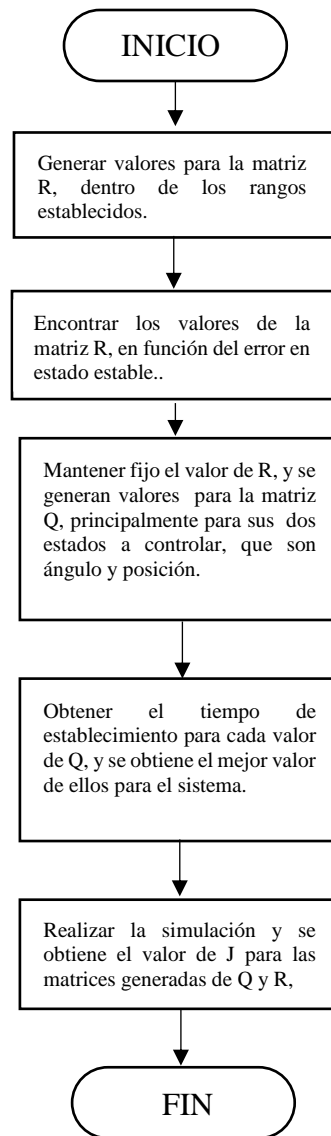 INICIO
Generar valores para la matriz
R, dentro de los rangos
establecidos.
Encontrar los valores de la
matriz R, en función del error en
estado estable..
Mantener fijo el valor de R, y se
generan valores para la matriz
Q, principalmente para sus dos
estados a controlar, que son
ángulo y posición.
Obtener el tiempo de
establecimiento para cada valor
de Q, y se obtiene el mejor valor
de ellos para el sistema.
Realizar la simulación y se
obtiene el valor de J para las
matrices generadas de Q y R,
FIN